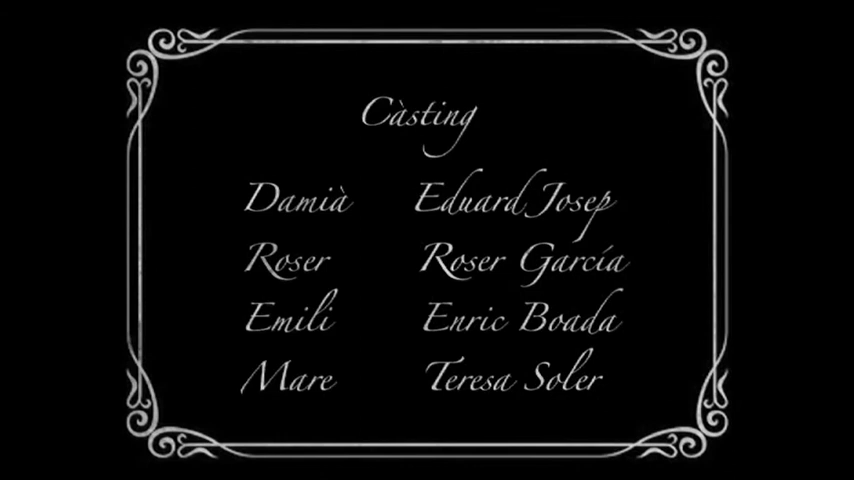 Càsting
Damià Eduard Josep
Roser Roser García
Emili Enric Boada
Mare Teresa Soler